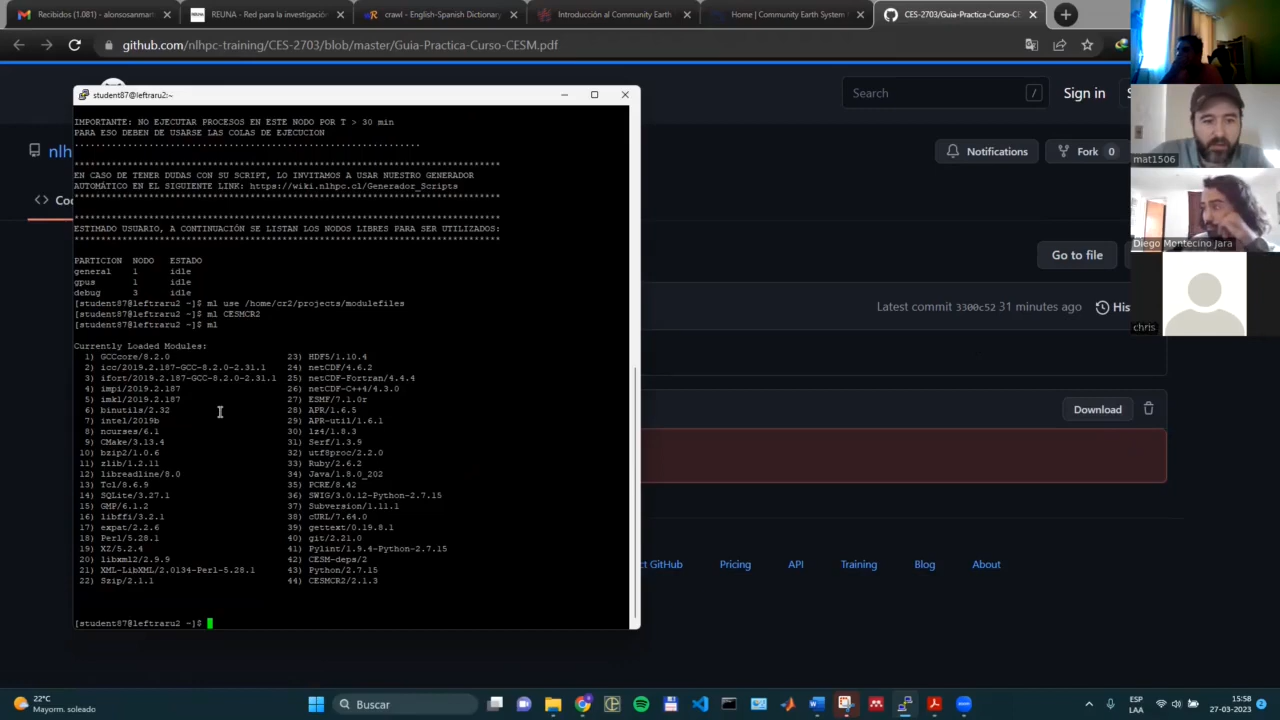 Recibidos (1.081) - alonsosanmart
REUNA - Red para la investigación
crawl - English-Spanish Dictionary
Introducción al Community Earth
Home | Community Earth System
CES-2703/Guia-Practica-Curso-CE
github.com/nlhpc-training/CES-2703/blob/master/Guia-Practica-Curso-CESM.pdf
Search
/
Sign in
nlh
Notifications
Fork 0
Co
Go to file
Latest commit 3300c52 31 minutes ago
His
Download
ct GitHub
Pricing
API
Training
Blog
About
student87@leftraru2:~
IMPORTANTE: NO EJECUTAR PROCESOS EN ESTE NODO POR T > 30 min
PARA ESO DEBEN DE USARSE LAS COLAS DE EJECUCION
EN CASO DE TENER DUDAS CON SU SCRIPT, LO INVITAMOS A USAR NUESTRO GENERADOR
AUTOMÁTICO EN EL SIGUIENTE LINK: https://wiki.nlhpc.cl/Generador_Scripts
ESTIMADO USUARIO, A CONTINUACIÓN SE LISTAN LOS NODOS LIBRES PARA SER UTILIZADOS:
PARTICION NODO ESTADO
general 1 idle
gpus 1 idle
debug 3 idle
[student87@leftraru2 ~]$ ml use /home/cr2/projects/modulefiles
[student87@leftraru2 ~]$ ml CESMCR2
[student87@leftraru2 ~]$ ml
Currently Loaded Modules:
1) GCCcore/8.2.0 23) HDF5/1.10.4
2) icc/2019.2.187-GCC-8.2.0-2.31.1 24) netCDF/4.6.2
3) ifort/2019.2.187-GCC-8.2.0-2.31.1 25) netCDF-Fortran/4.4.4
4) impi/2019.2.187 26) netCDF-C++4/4.3.0
5) imkl/2019.2.187 27) ESMF/7.1.0r
6) binutils/2.32 28) APR/1.6.5
7) intel/2019b 29) APR-util/1.6.1
8) ncurses/6.1 30) lz4/1.8.3
9) CMake/3.13.4 31) Serf/1.3.9
10) bzip2/1.0.6 32) utf8proc/2.2.0
11) zlib/1.2.11 33) Ruby/2.6.2
12) libreadline/8.0 34) Java/1.8.0_202
13) Tcl/8.6.9 35) PCRE/8.42
14) SQLite/3.27.1 36) SWIG/3.0.12-Python-2.7.15
15) GMP/6.1.2 37) Subversion/1.11.1
16) libffi/3.2.1 38) cURL/7.64.0
17) expat/2.2.6 39) gettext/0.19.8.1
18) Perl/5.28.1 40) git/2.21.0
19) XZ/5.2.4 41) Pylint/1.9.4-Python-2.7.15
20) libxml2/2.9.9 42) CESM-deps/2
21) XML-LibXML/2.0134-Perl-5.28.1 43) Python/2.7.15
22) Szip/2.1.1 44) CESMCR2/2.1.3
[student87@leftraru2 ~]$
mat1506
Diego Montecino Jara
chris
22°C
Mayorm. soleado
Buscar
ESP
LAA
15:58
27-03-2023